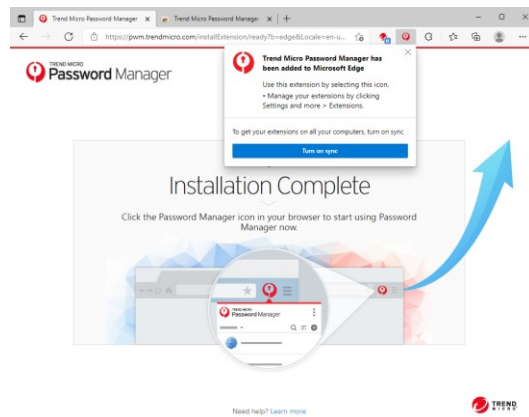 Trend Micro Password Manager
Trend Micro Password Manager
https://pwm.trendmicro.com/installExtension/ready?b=edge&Locale=en-u...
TREND MICRO
Password Manager
Trend Micro Password Manager has
been added to Microsoft Edge
Use this extension by selecting this icon.
• Manage your extensions by clicking
Settings and more > Extensions.
To get your extensions on all your computers, turn on sync
Turn on sync
Installation Complete
Click the Password Manager icon in your browser to start using Password
Manager now.
TREND MICRO
Password Manager
Need help? Learn more
TREND
MICRO